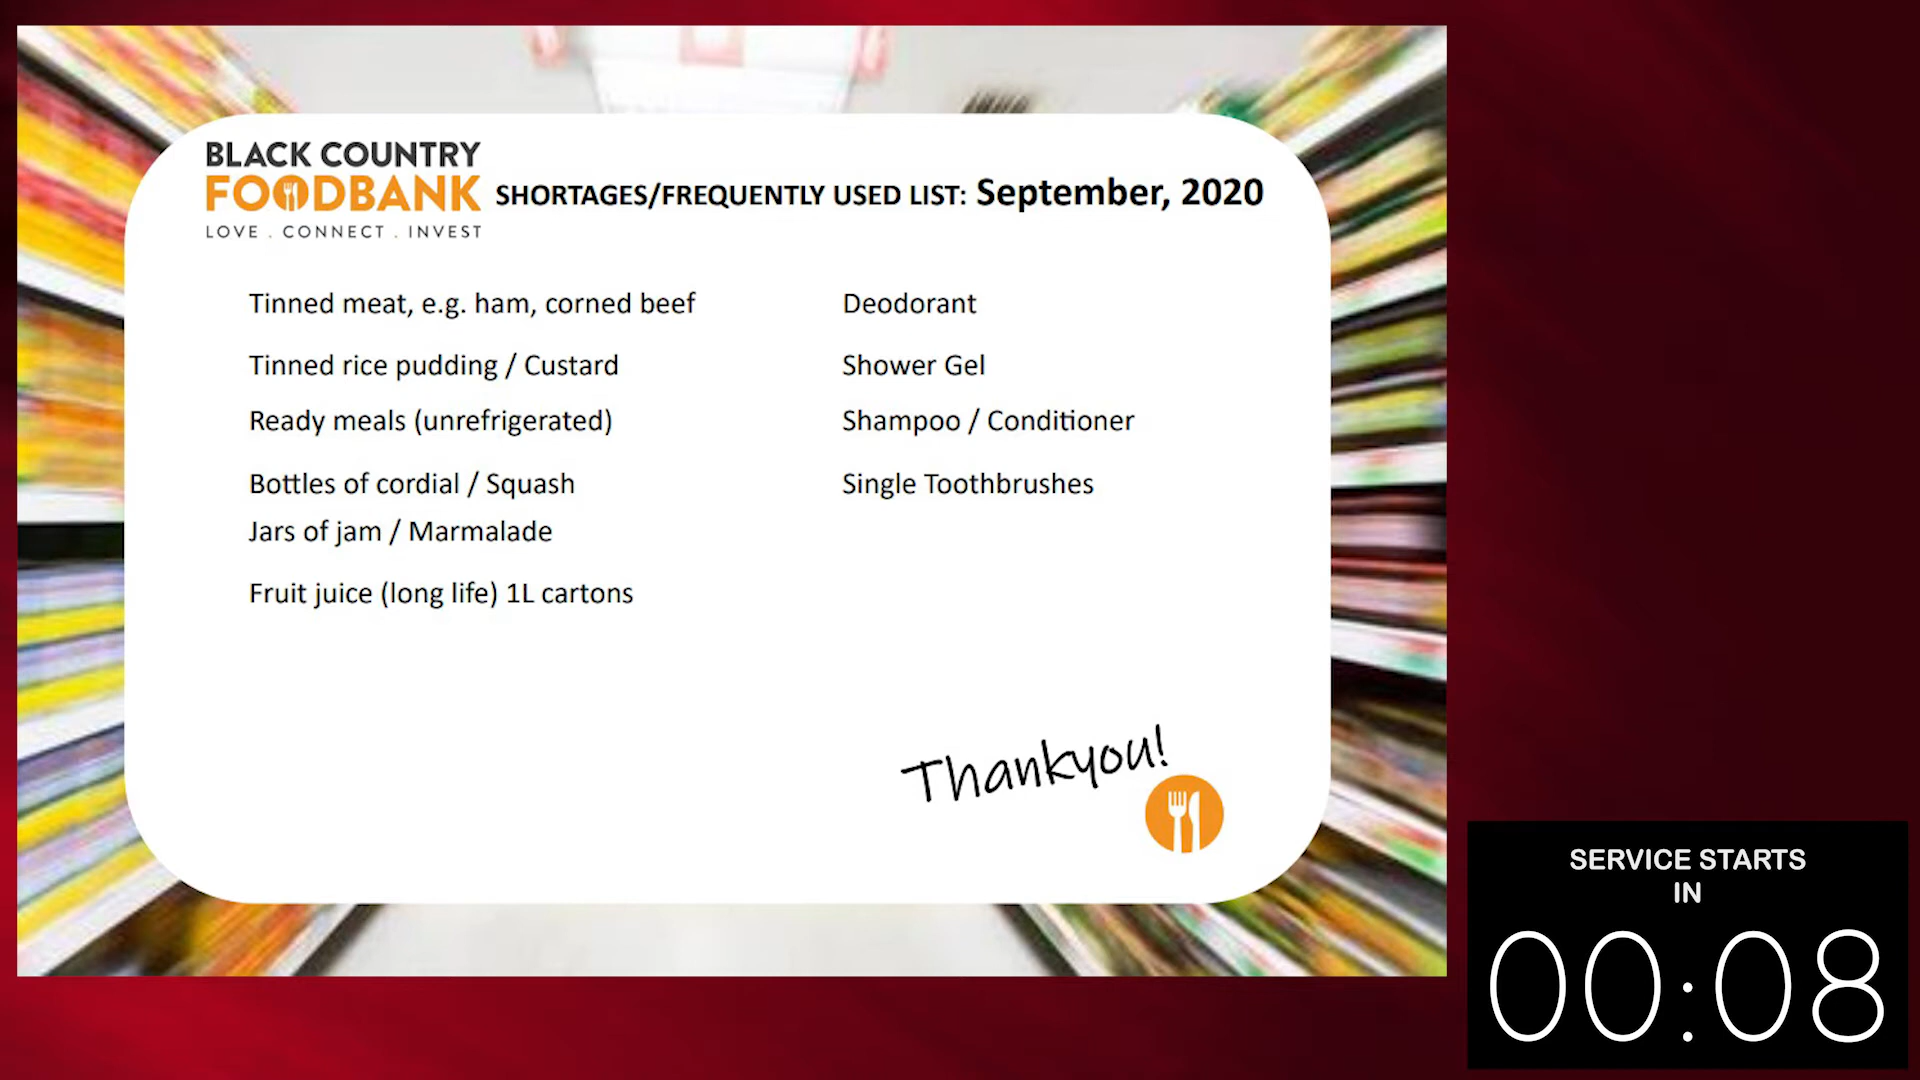 BLACK COUNTRY
FOODBANK
LOVE . CONNECT . INVEST
SHORTAGES/FREQUENTLY USED LIST: September, 2020
Tinned meat, e.g. ham, corned beef
Tinned rice pudding / Custard
Ready meals (unrefrigerated)
Bottles of cordial / Squash
Jars of jam / Marmalade
Fruit juice (long life) 1L cartons
Deodorant
Shower Gel
Shampoo / Conditioner
Single Toothbrushes
Thankyou!
SERVICE STARTS
IN
00:08